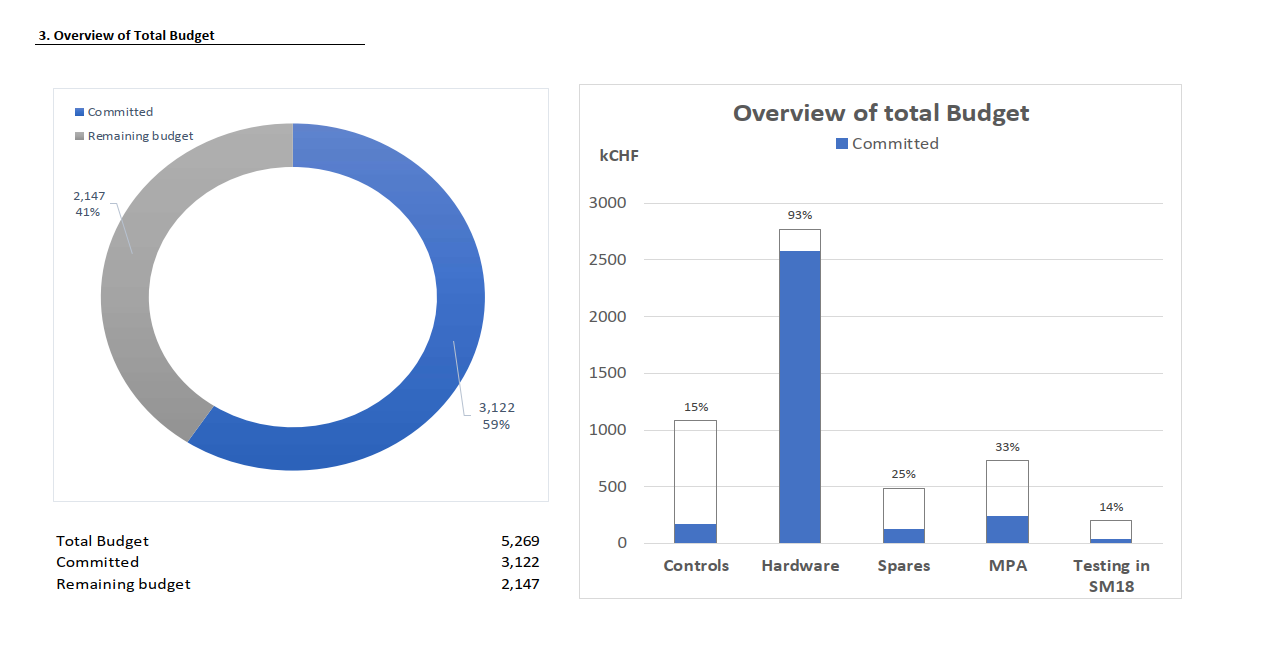 3. Overview of Total Budget
Committed
Remaining budget
2,147
41%
3,122
59%
Total Budget 5,269
Committed 3,122
Remaining budget 2,147
Overview of total Budget
Committed
kCHF
3000
2500
2000
1500
1000
500
0
15%
93%
25%
33%
14%
Controls Hardware Spares MPA Testing in
SM18